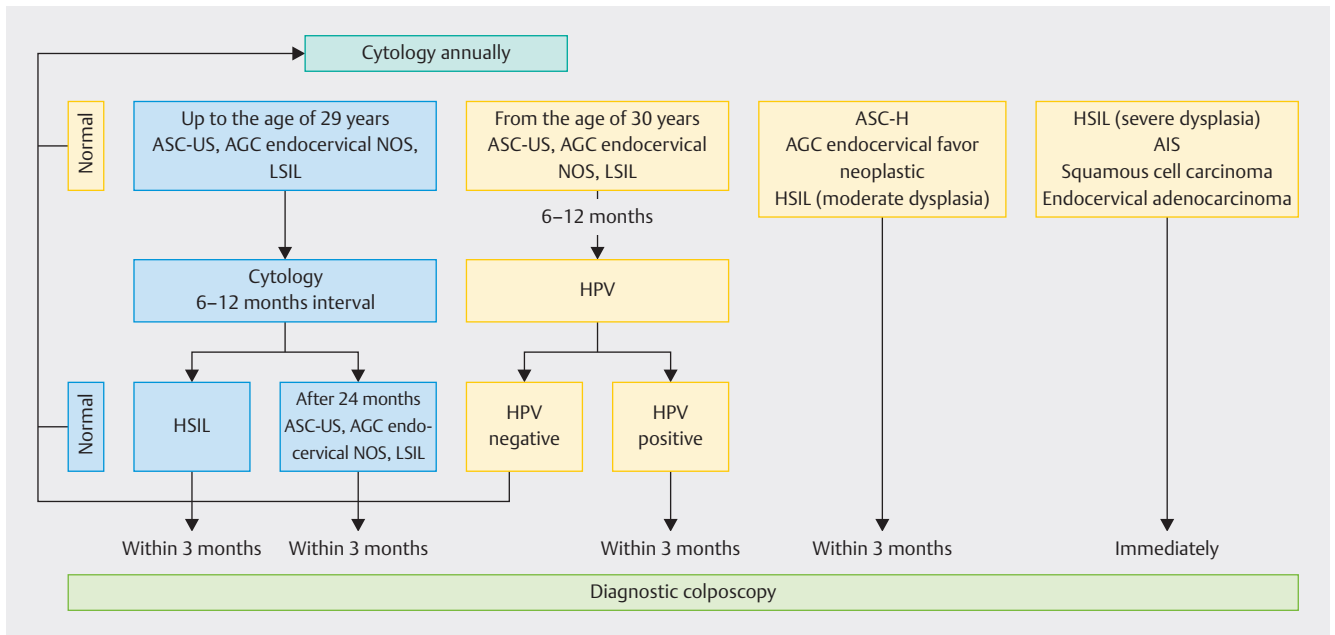 Cytology annually
Normal
Up to the age of 29 years
ASC-US, AGC endocervical NOS,
LSIL
From the age of 30 years
ASC-US, AGC endocervical
NOS, LSIL
ASC-H
AGC endocervical favor
neoplastic
HSIL (moderate dysplasia)
HSIL (severe dysplasia)
AIS
Squamous cell carcinoma
Endocervical adenocarcinoma
6–12 months
Cytology
6–12 months interval
HPV
Normal
HSIL
After 24 months
ASC-US, AGC endo-
cervical NOS, LSIL
HPV
negative
HPV
positive
Within 3 months
Within 3 months
Within 3 months
Within 3 months
Immediately
Diagnostic colposcopy